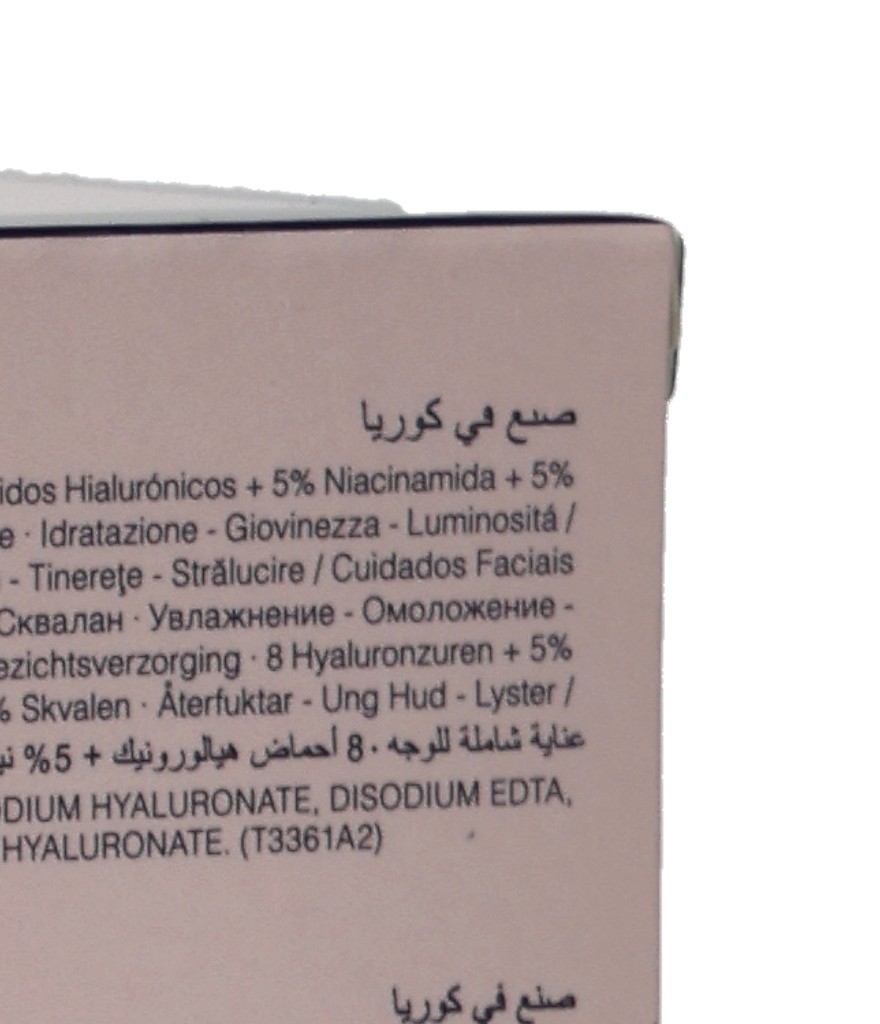 صنع في كوريا
idos Hialurónicos + 5% Niacinamida + 5%
e · Idratazione - Giovinezza - Luminositá /
- Tinereţe - Strălucire / Cuidados Faciais
Сквалан · Увлажнение - Омоложение -
ezichtsverzorging · 8 Hyaluronzuren + 5%
% Skvalen · Återfuktar - Ung Hud - Lyster /
عناية شاملة للوجه · 8 أحماض هيالورونيك + 5% ني
DIUM HYALURONATE, DISODIUM EDTA,
HYALURONATE. (T3361A2)
صنع في كوريا